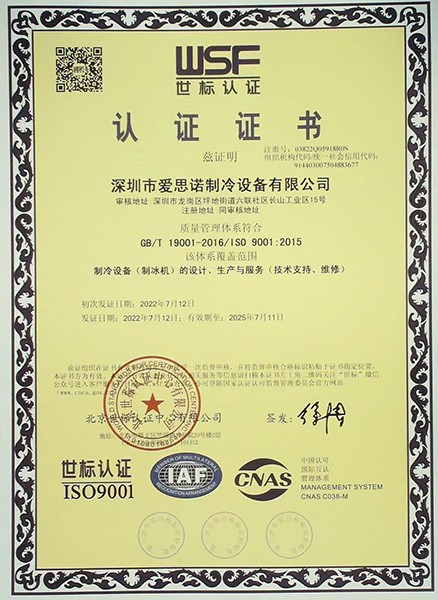 WSF
世标认证
认证证书
兹证明
注册号：03822Q05918R0N
组织机构代码/统一社会信用代码：
914403007504883677
深圳市爱思诺制冷设备有限公司
审核地址：深圳市龙岗区坪地街道六联社区长山工业区15号
注册地址：同审核地址
质量管理体系符合
GB/T 19001-2016/ISO 9001:2015
该体系覆盖范围
制冷设备（制冰机）的设计、生产与服务（技术支持、维修）
初次发证日期：2022年7月12日
发证日期：2022年7月12日；有效期至：2025年7月11日
签发：
世标认证
ISO9001
MEMBER OF MULTILATERAL
RECOGNITION ARRANGEMENT
IAF
CNAS
中国认可
国际互认
管理体系
MANAGEMENT SYSTEM
CNAS C038-M